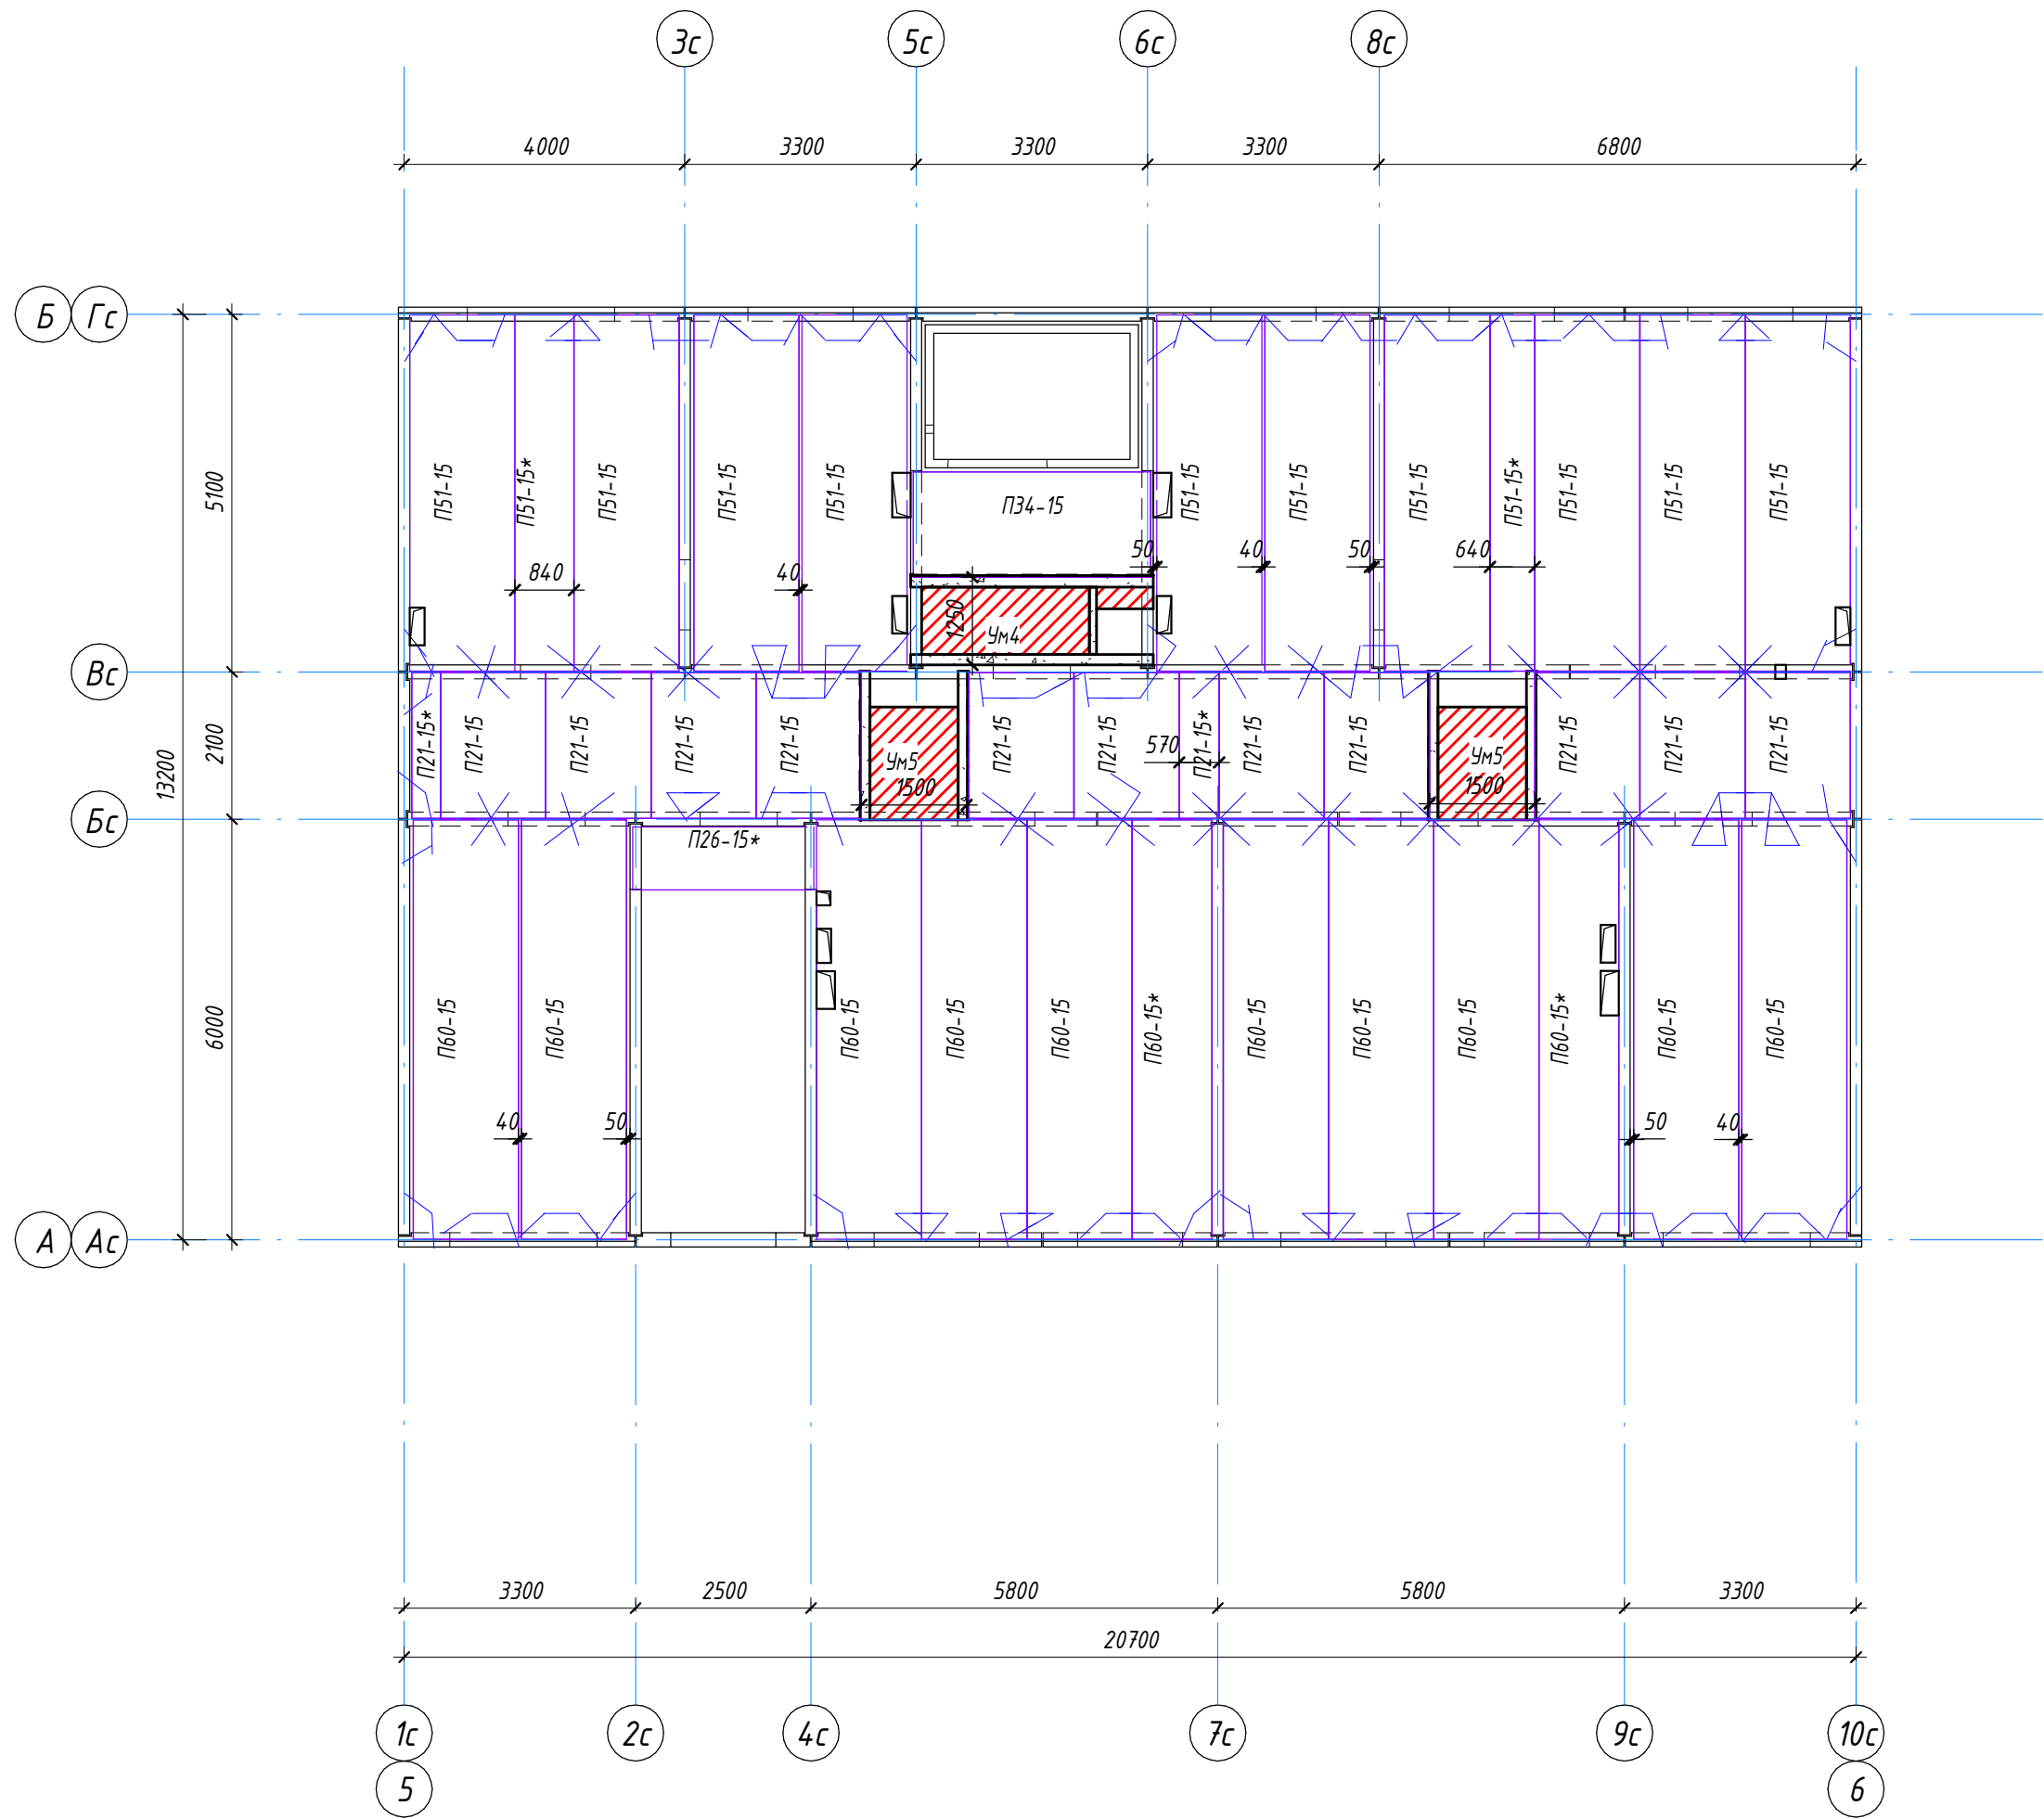 3с
5с
6с
8с
4000
3300
3300
3300
6800
Б
Гс
П51-15
П51-15*
П51-15
П51-15
П51-15
П34-15
П51-15
П51-15
П51-15
П51-15*
П51-15
П51-15
П51-15
5100
840
40
50
40
50
640
1250
Ум4
Вс
13200
2100
П21-15*
П21-15
П21-15
П21-15
П21-15
Ум5
1500
П21-15
П21-15
570
П21-15*
П21-15
П21-15
Ум5
1500
П21-15
П21-15
П21-15
Бс
П26-15*
6000
П60-15
П60-15
П60-15
П60-15
П60-15
П60-15*
П60-15
П60-15
П60-15
П60-15*
П60-15
П60-15
40
50
50
40
А
Ас
3300
2500
5800
5800
3300
20700
1с
2с
4с
7с
9с
10с
5
6